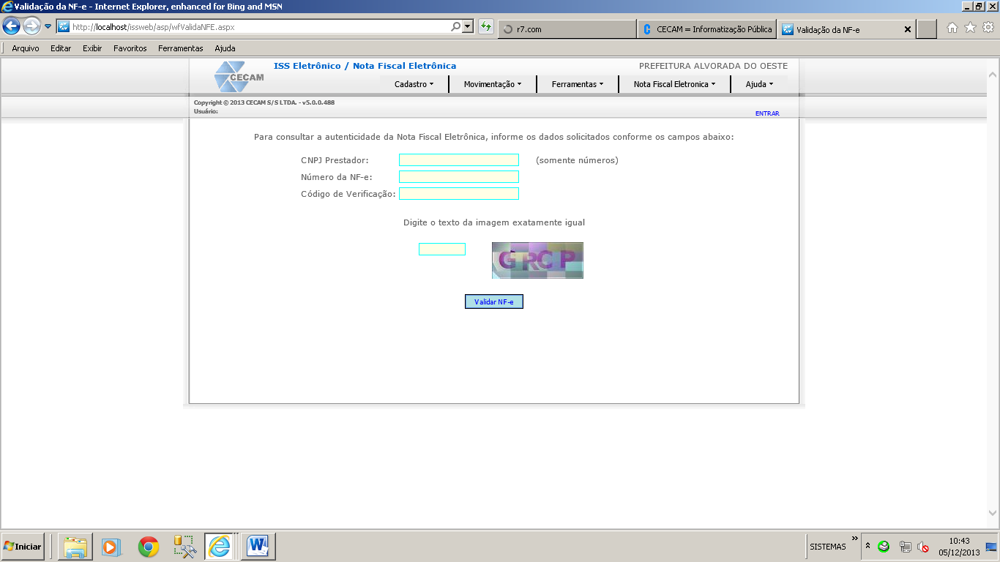 Validação da NF-e - Internet Explorer, enhanced for Bing and MSN
http://localhost/issweb/asp/wfValidaNFE.aspx
r7.com
CECAM = Informatização Pública
Validação da NF-e
Arquivo Editar Exibir Favoritos Ferramentas Ajuda
CECAM
ISS Eletrônico / Nota Fiscal Eletrônica
PREFEITURA ALVORADA DO OESTE
Cadastro Movimentação Ferramentas Nota Fiscal Eletronica Ajuda
Copyright © 2013 CECAM S/S LTDA. - v5.0.0.488
Usuário:
ENTRAR
Para consultar a autenticidade da Nota Fiscal Eletrônica, informe os dados solicitados conforme os campos abaixo:
CNPJ Prestador: (somente números)
Número da NF-e:
Código de Verificação:
Digite o texto da imagem exatamente igual
GRCP
Validar NF-e
Iniciar
SISTEMAS
10:43
05/12/2013